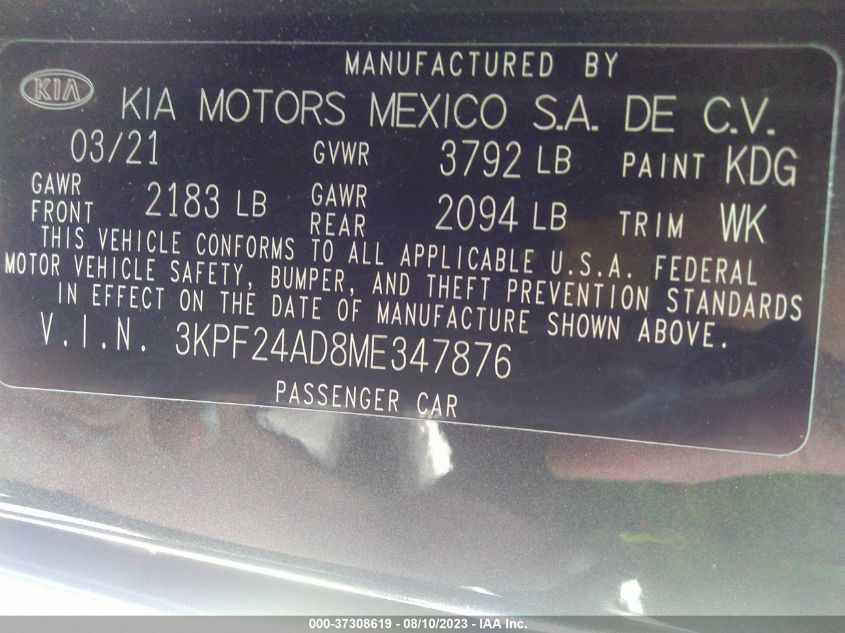 MANUFACTURED BY
KIA KIA MOTORS MEXICO S.A. DE C.V.
03/21 GVWR 3792 LB PAINT KDG
GAWR FRONT 2183 LB GAWR REAR 2094 LB TRIM WK
THIS VEHICLE CONFORMS TO ALL APPLICABLE U.S.A. FEDERAL
MOTOR VEHICLE SAFETY, BUMPER, AND THEFT PREVENTION STANDARDS
IN EFFECT ON THE DATE OF MANUFACTURE SHOWN ABOVE.
V.I.N. 3KPF24AD8ME347876
PASSENGER CAR
000-37308619 - 08/10/2023 - IAA Inc.